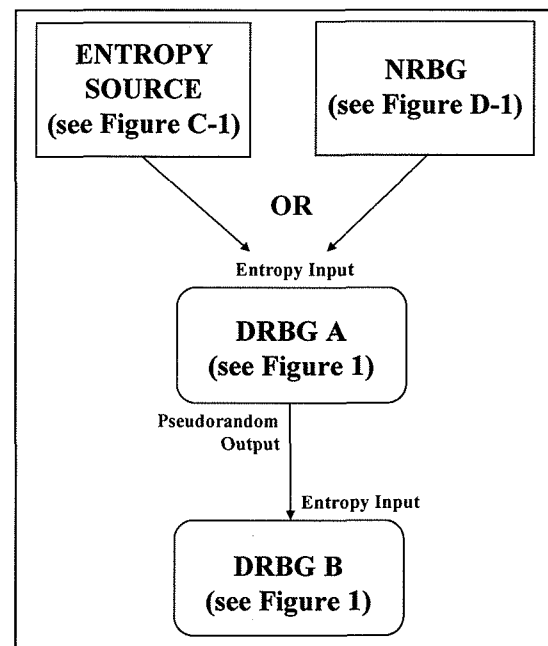 ENTROPY
SOURCE
(see Figure C-1)
NRBG
(see Figure D-1)
OR
Entropy Input
DRBG A
(see Figure 1)
Pseudorandom
Output
Entropy Input
DRBG B
(see Figure 1)